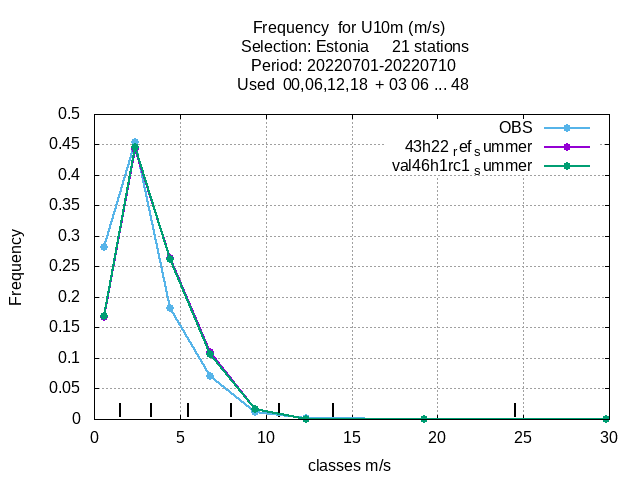 Frequency for U10m (m/s)
Selection: Estonia 21 stations
Period: 20220701-20220710
Used 00,06,12,18 + 03 06 ... 48
0.5
OBS
43h22 ref summer
val46h1rc1 summer
0.45
0.4
0.35
0.3
0.25
0.2
0.15
0.1
0.05
0
Frequency
0 5 10 15 20 25 30
classes m/s